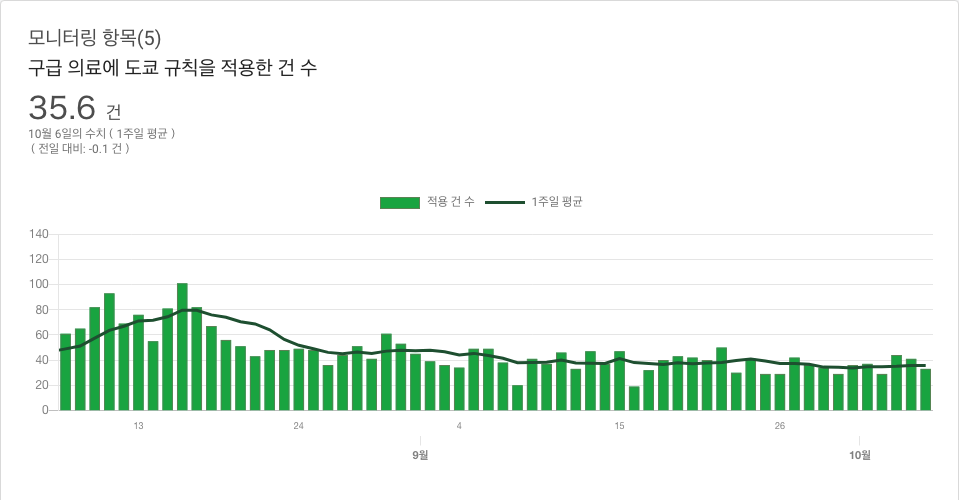 모니터링 항목(5)
구급 의료에 도쿄 규칙을 적용한 건 수
35.6 건
10월 6일의 수치 ( 1주일 평균 )
( 전일 대비: -0.1 건 )
적용 건 수 1주일 평균
140
120
100
80
60
40
20
0
13 24 4 15 26
9월 10월